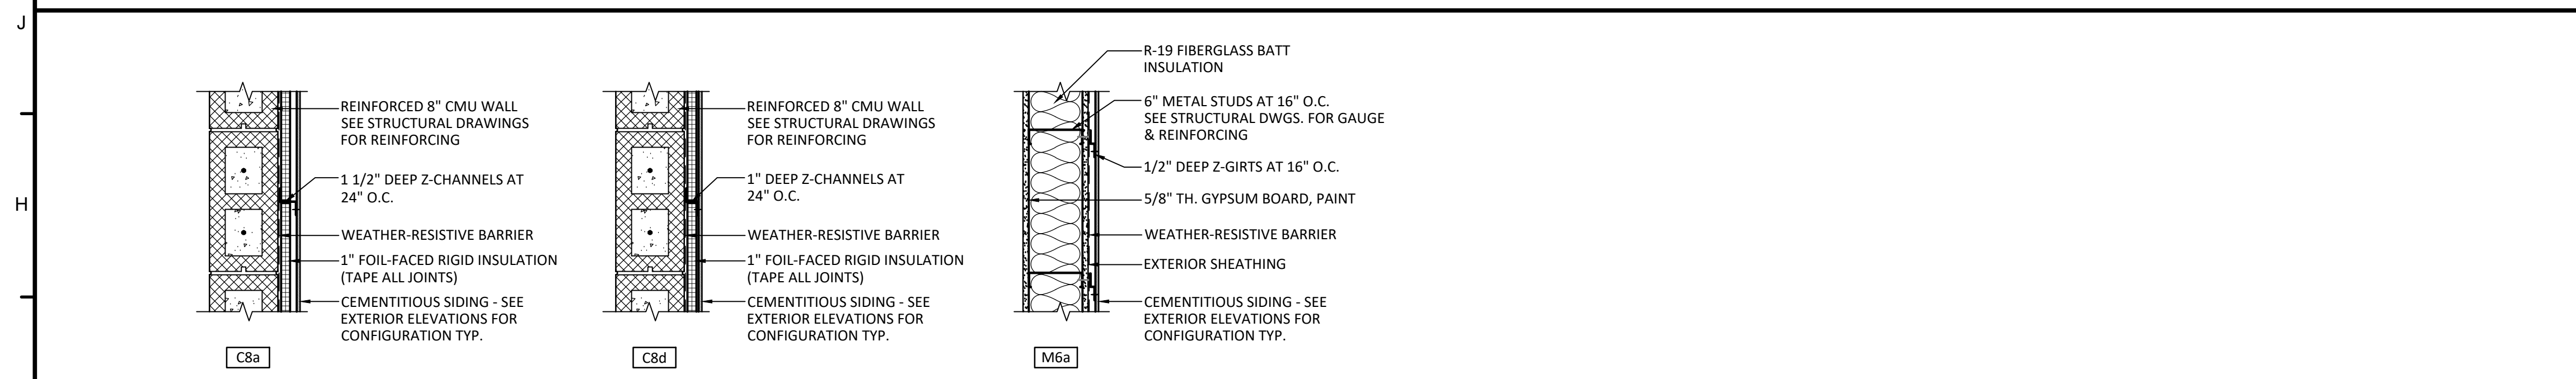 J
H
REINFORCED 8" CMU WALL
SEE STRUCTURAL DRAWINGS
FOR REINFORCING
1 1/2" DEEP Z-CHANNELS AT
24" O.C.
WEATHER-RESISTIVE BARRIER
1" FOIL-FACED RIGID INSULATION
(TAPE ALL JOINTS)
CEMENTITIOUS SIDING - SEE
EXTERIOR ELEVATIONS FOR
CONFIGURATION TYP.
C8a
REINFORCED 8" CMU WALL
SEE STRUCTURAL DRAWINGS
FOR REINFORCING
1" DEEP Z-CHANNELS AT
24" O.C.
WEATHER-RESISTIVE BARRIER
1" FOIL-FACED RIGID INSULATION
(TAPE ALL JOINTS)
CEMENTITIOUS SIDING - SEE
EXTERIOR ELEVATIONS FOR
CONFIGURATION TYP.
C8d
R-19 FIBERGLASS BATT
INSULATION
6" METAL STUDS AT 16" O.C.
SEE STRUCTURAL DWGS. FOR GAUGE
& REINFORCING
1/2" DEEP Z-GIRTS AT 16" O.C.
5/8" TH. GYPSUM BOARD, PAINT
WEATHER-RESISTIVE BARRIER
EXTERIOR SHEATHING
CEMENTITIOUS SIDING - SEE
EXTERIOR ELEVATIONS FOR
CONFIGURATION TYP.
M6a